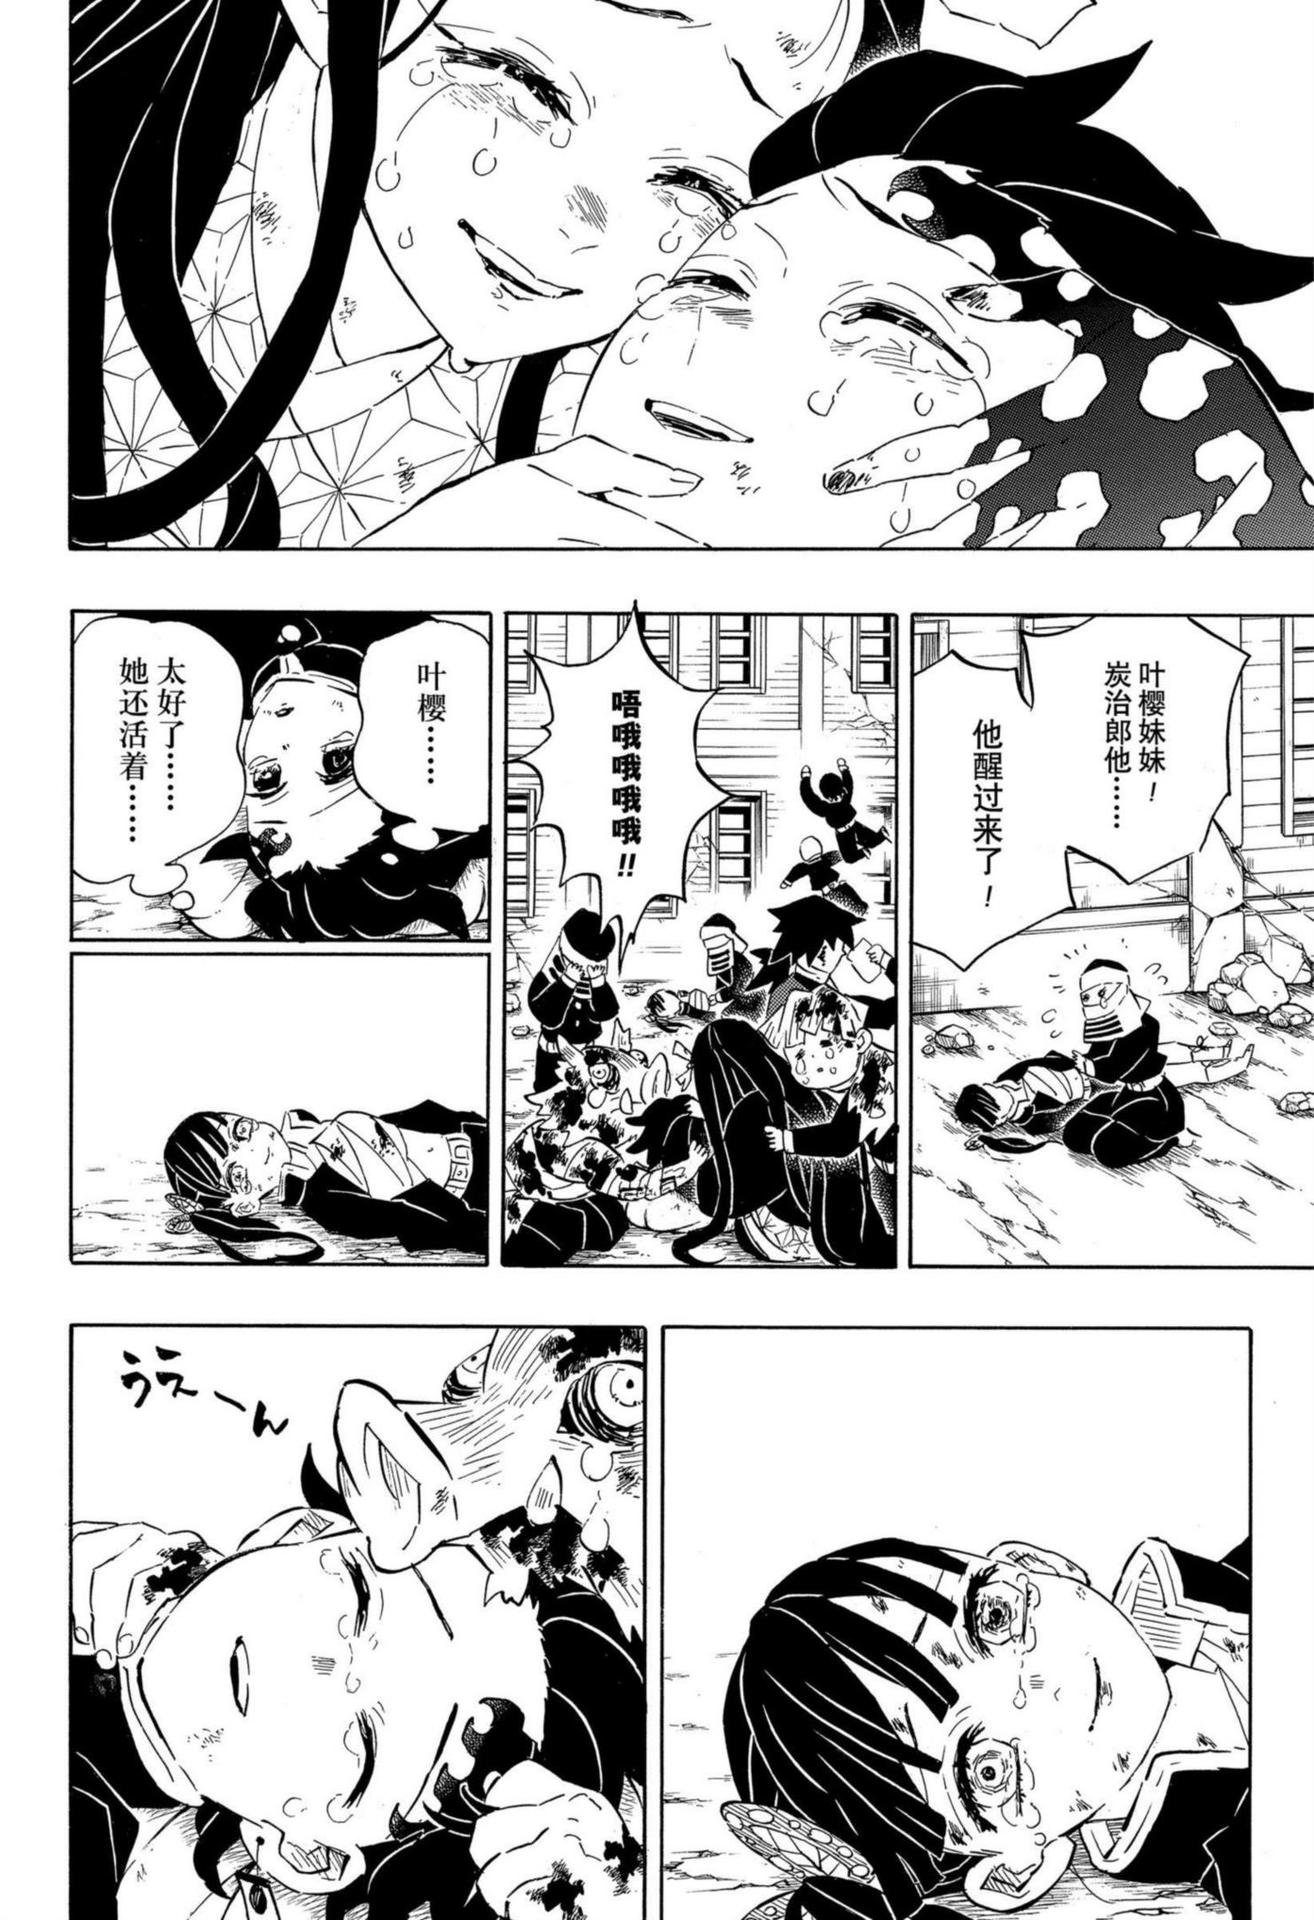 叶樱妹妹！
炭治郎他……
他醒过来了！
唔哦哦哦哦!!
叶樱……
太好了……
她还活着……
うえーん